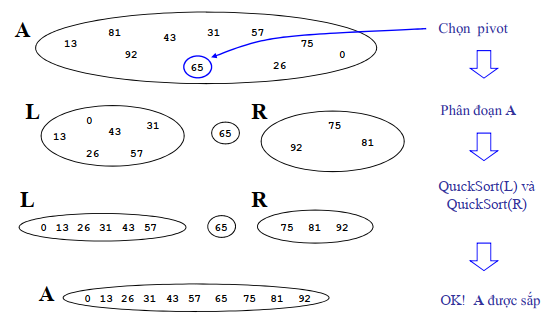 A
13 81 43 31 57 75 0
92 65 26
Chọn pivot
Phân đoạn A
L
0 31
13 43
26 57
65
R
75
92 81
QuickSort(L) và
QuickSort(R)
L
0 13 26 31 43 57
65
R
75 81 92
A
0 13 26 31 43 57 65 75 81 92
OK! A được sắp